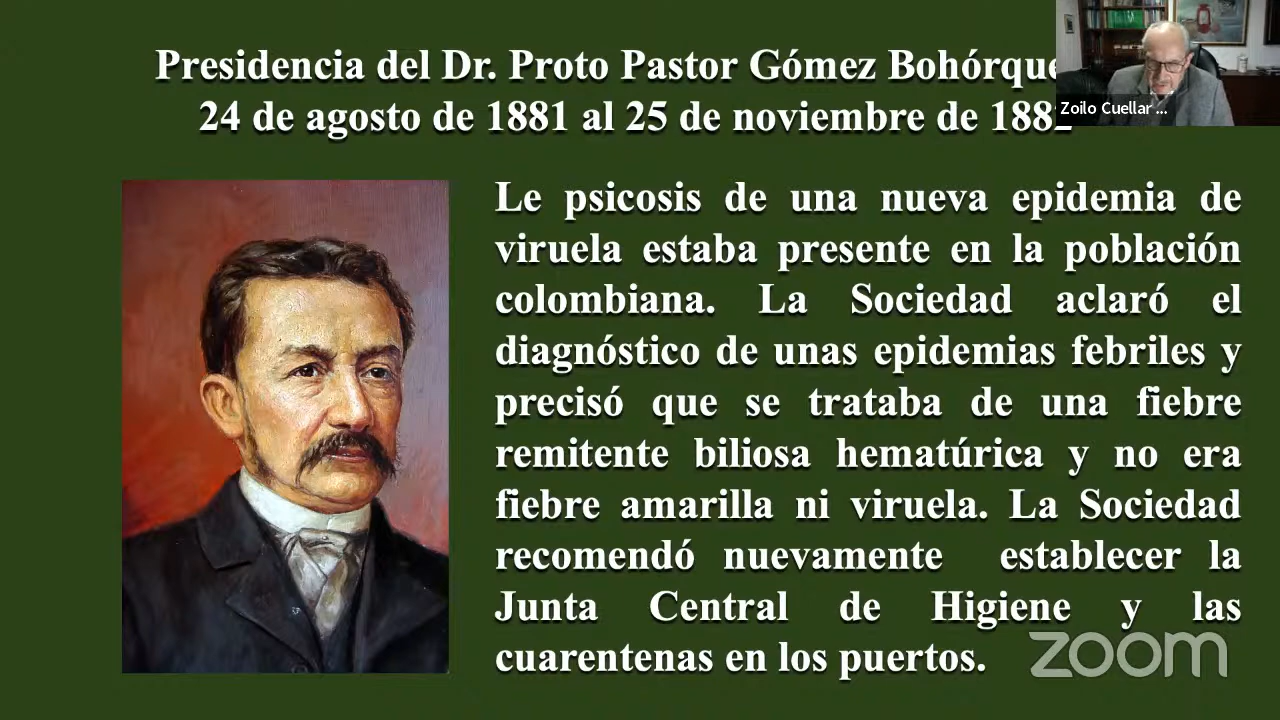 Presidencia del Dr. Proto Pastor Gómez Bohórque
24 de agosto de 1881 al 25 de noviembre de 1882
Zoilo Cuellar ...
Le psicosis de una nueva epidemia de
viruela estaba presente en la población
colombiana. La Sociedad aclaró el
diagnóstico de unas epidemias febriles y
precisó que se trataba de una fiebre
remitente biliosa hematúrica y no era
fiebre amarilla ni viruela. La Sociedad
recomendó nuevamente establecer la
Junta Central de Higiene y las
cuarentenas en los puertos.
zoom